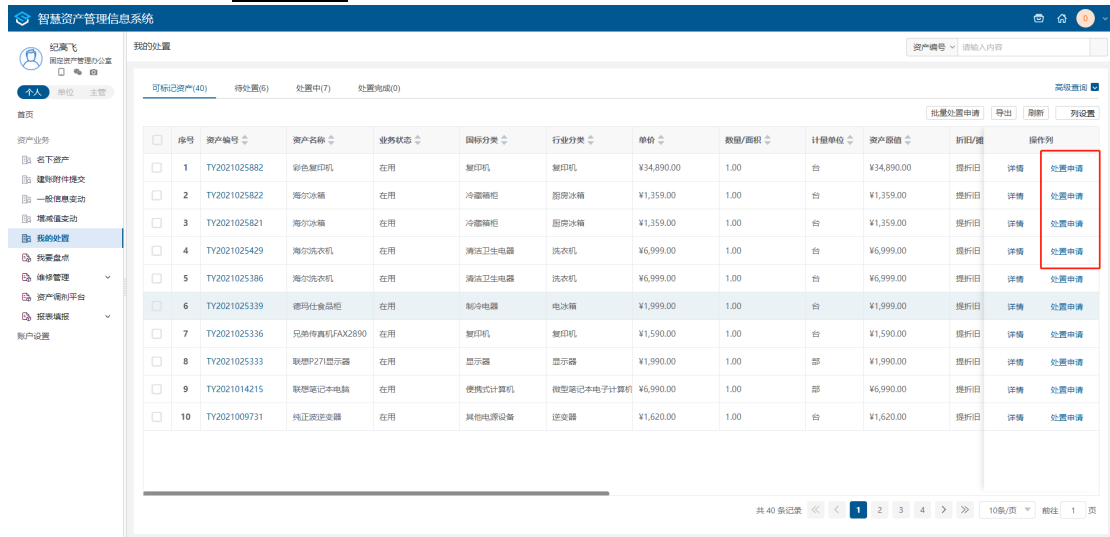 智慧资产管理信息系统
0
纪高飞
固定资产管理办公室
个人 单位 主管
首页
资产业务
名下资产
建账附件提交
一般信息变动
增减值变动
我的处置
我要盘点
维修管理
资产调剂平台
报表填报
账户设置
我的处置
资产编号 请输入内容
可标记资产(40) 待处置(6) 处置中(7) 处置完成(0) 高级查询
批量处置申请 导出 刷新 列设置
序号 资产编号 资产名称 业务状态 国标分类 行业分类 单价 数量/面积 计量单位 资产原值 折旧/摊 操作列
1 TY2021025882 彩色复印机 在用 复印机 复印机 ¥34,890.00 1.00 台 ¥34,890.00 提折旧 详情 处置申请
2 TY2021025822 海尔冰箱 在用 冷藏箱柜 厨房冰箱 ¥1,359.00 1.00 台 ¥1,359.00 提折旧 详情 处置申请
3 TY2021025821 海尔冰箱 在用 冷藏箱柜 厨房冰箱 ¥1,359.00 1.00 台 ¥1,359.00 提折旧 详情 处置申请
4 TY2021025429 海尔洗衣机 在用 清洁卫生电器 洗衣机 ¥6,999.00 1.00 台 ¥6,999.00 提折旧 详情 处置申请
5 TY2021025386 海尔洗衣机 在用 清洁卫生电器 洗衣机 ¥6,999.00 1.00 台 ¥6,999.00 提折旧 详情 处置申请
6 TY2021025339 德玛仕食品柜 在用 制冷电器 电冰箱 ¥1,999.00 1.00 台 ¥1,999.00 提折旧 详情 处置申请
7 TY2021025336 兄弟传真机FAX2890 在用 复印机 复印机 ¥1,590.00 1.00 台 ¥1,590.00 提折旧 详情 处置申请
8 TY2021025333 联想P27I显示器 在用 显示器 显示器 ¥1,990.00 1.00 部 ¥1,990.00 提折旧 详情 处置申请
9 TY2021014215 联想笔记本电脑 在用 便携式计算机 微型笔记本电子计算机 ¥6,990.00 1.00 部 ¥6,990.00 提折旧 详情 处置申请
10 TY2021009731 纯正波逆变器 在用 其他电源设备 逆变器 ¥1,620.00 1.00 台 ¥1,620.00 提折旧 详情 处置申请
共 40 条记录 1 2 3 4 10条/页 前往 1 页